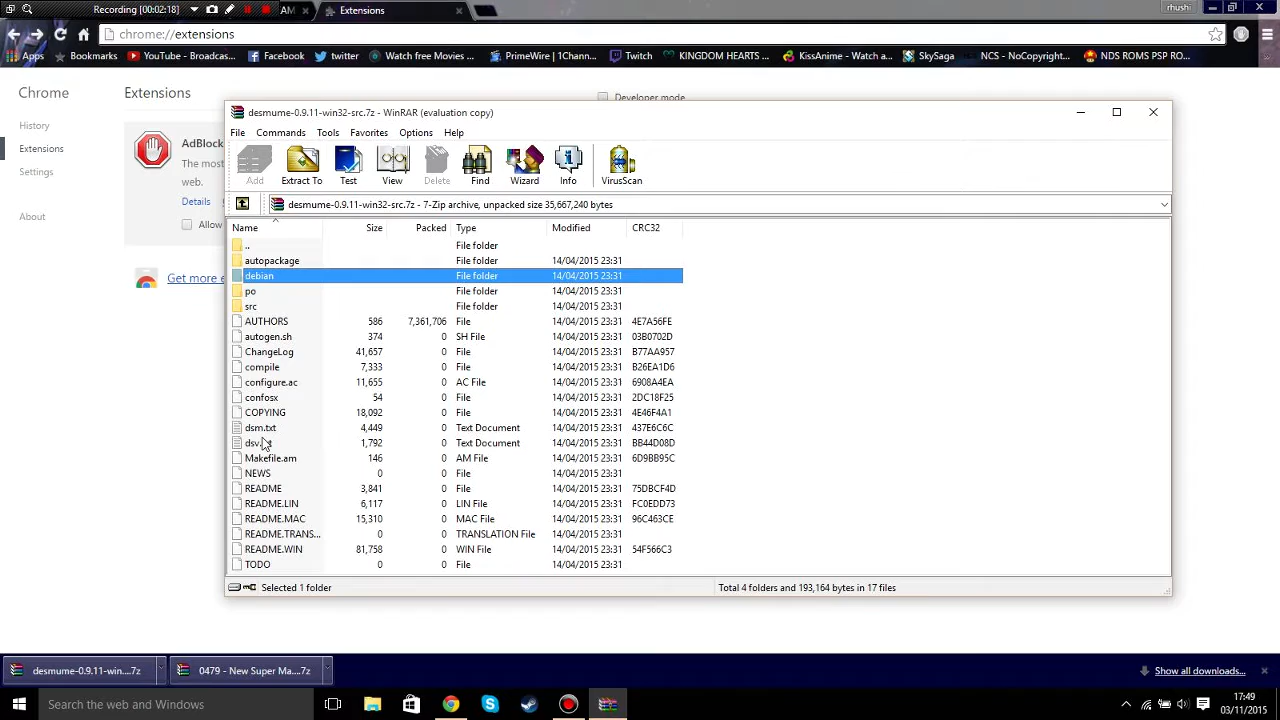 Recording [00:02:18]
AM
Extensions
rhushi
chrome://extensions
Apps
Bookmarks
YouTube - Broadcas...
Facebook
twitter
Watch free Movies ...
PrimeWire | 1Chann...
Twitch
KINGDOM HEARTS ...
KissAnime - Watch a...
SkySaga
NCS - NoCopyright...
NDS ROMS PSP RO...
Chrome
History
Extensions
Settings
About
Extensions
Developer mode
AdBlock
The most
web.
Details
Allow
Get more e
desmume-0.9.11-win32-src.7z - WinRAR (evaluation copy)
File Commands Tools Favorites Options Help
Add Extract To Test View Delete Find Wizard Info VirusScan
desmume-0.9.11-win32-src.7z - 7-Zip archive, unpacked size 35,667,240 bytes
Name Size Packed Type Modified CRC32
.. File folder
autopackage File folder 14/04/2015 23:31
debian File folder 14/04/2015 23:31
po File folder 14/04/2015 23:31
src File folder 14/04/2015 23:31
AUTHORS 586 7,361,706 File 14/04/2015 23:31 4E7A56FE
autogen.sh 374 0 SH File 14/04/2015 23:31 03B0702D
ChangeLog 41,657 0 File 14/04/2015 23:31 B77AA957
compile 7,333 0 File 14/04/2015 23:31 B26EA1D6
configure.ac 11,655 0 AC File 14/04/2015 23:31 6908A4EA
confosx 54 0 File 14/04/2015 23:31 2DC18F25
COPYING 18,092 0 File 14/04/2015 23:31 4E46F4A1
dsm.txt 4,449 0 Text Document 14/04/2015 23:31 437E6C6C
1,792 0 Text Document 14/04/2015 23:31 BB44D08D
Makefile.am 146 0 AM File 14/04/2015 23:31 6D9BB95C
NEWS 0 0 File 14/04/2015 23:31
README 3,841 0 File 14/04/2015 23:31 75DBCF4D
README.LIN 6,117 0 LIN File 14/04/2015 23:31 FC0EDD73
README.MAC 15,310 0 MAC File 14/04/2015 23:31 96C463CE
README.TRANS... 0 0 TRANSLATION File 14/04/2015 23:31
README.WIN 81,758 0 WIN File 14/04/2015 23:31 54F566C3
TODO 0 0 File 14/04/2015 23:31
Selected 1 folder
Total 4 folders and 193,164 bytes in 17 files
desmume-0.9.11-win....7z
0479 - New Super Ma....7z
Show all downloads...
Search the web and Windows
17:49
03/11/2015